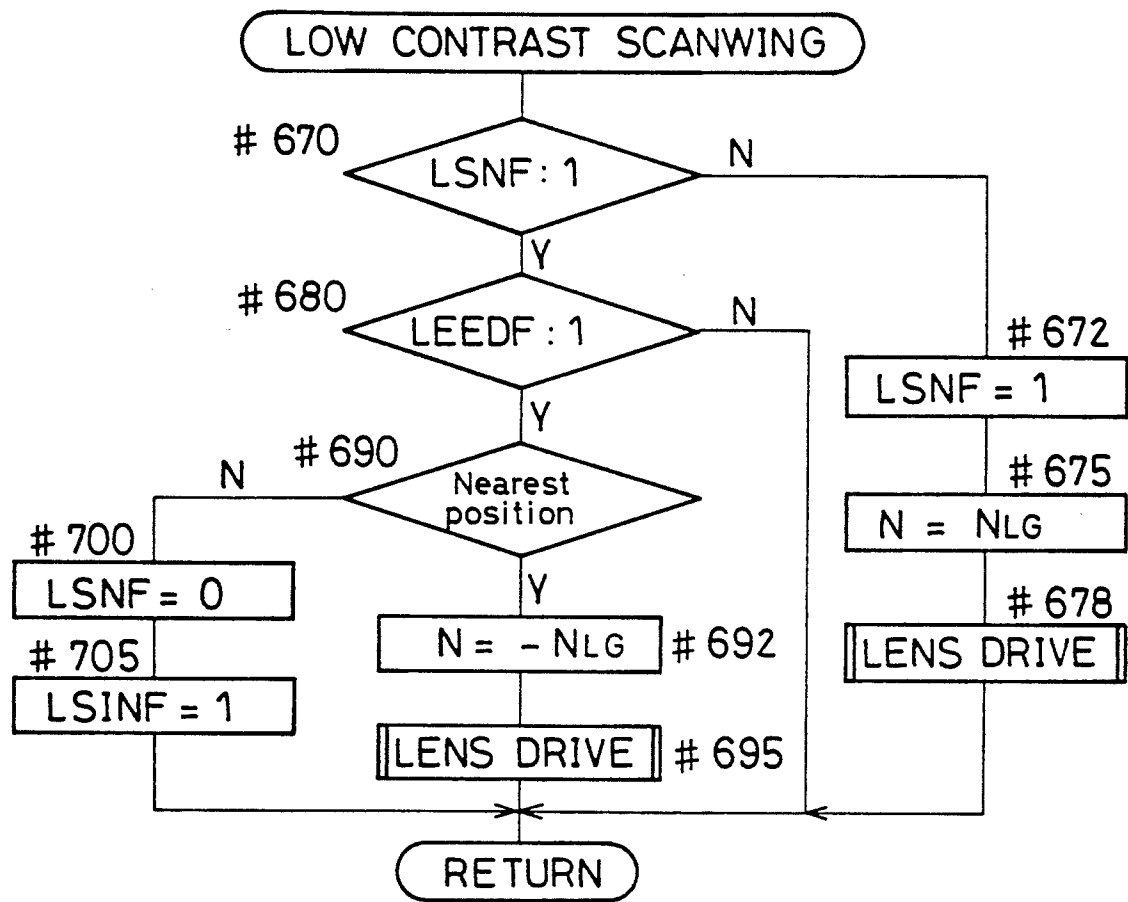 LOW CONTRAST SCANWING
# 670
LSNF : 1
N
Y
# 680
LEEDF : 1
N
Y
# 672
LSNF = 1
# 690
Nearest
position
N
Y
# 675
N = NLG
# 700
LSNF = 0
# 678
LENS DRIVE
N = - NLG
# 692
# 705
LSINF = 1
LENS DRIVE
# 695
RETURN